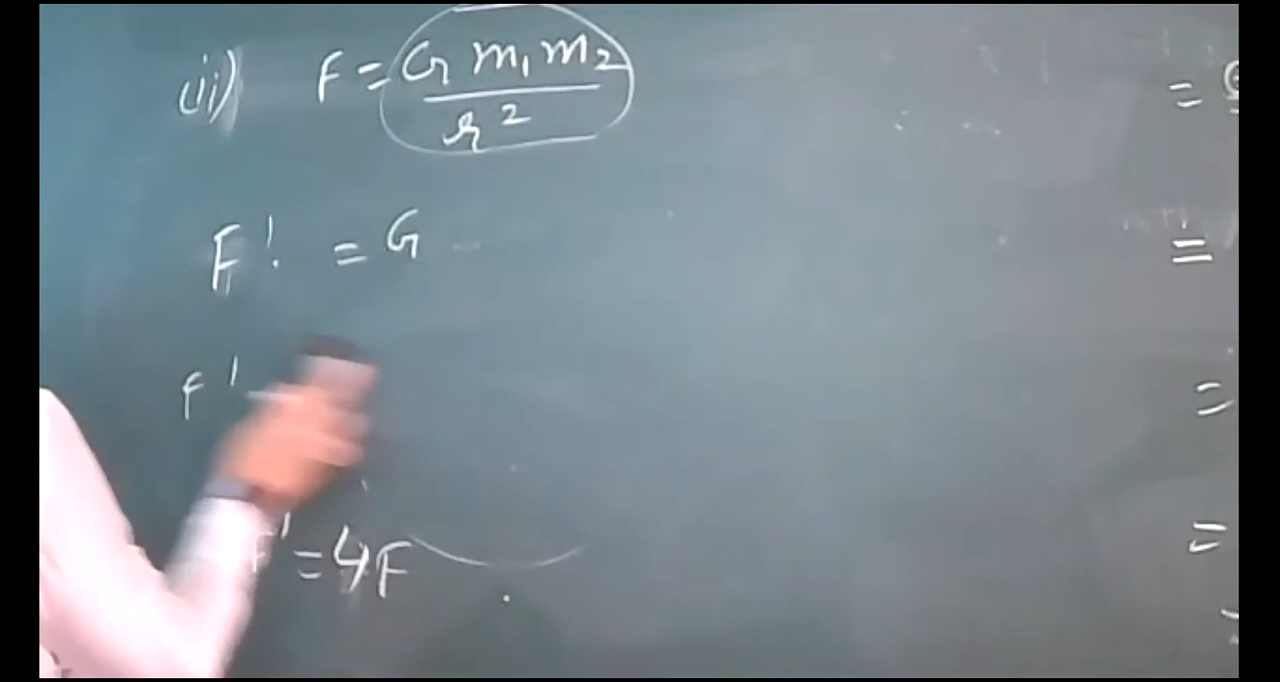 (ii) F = G m₁ m₂ / r²
F' = G
F'
F' = 4F
=
=
=
=